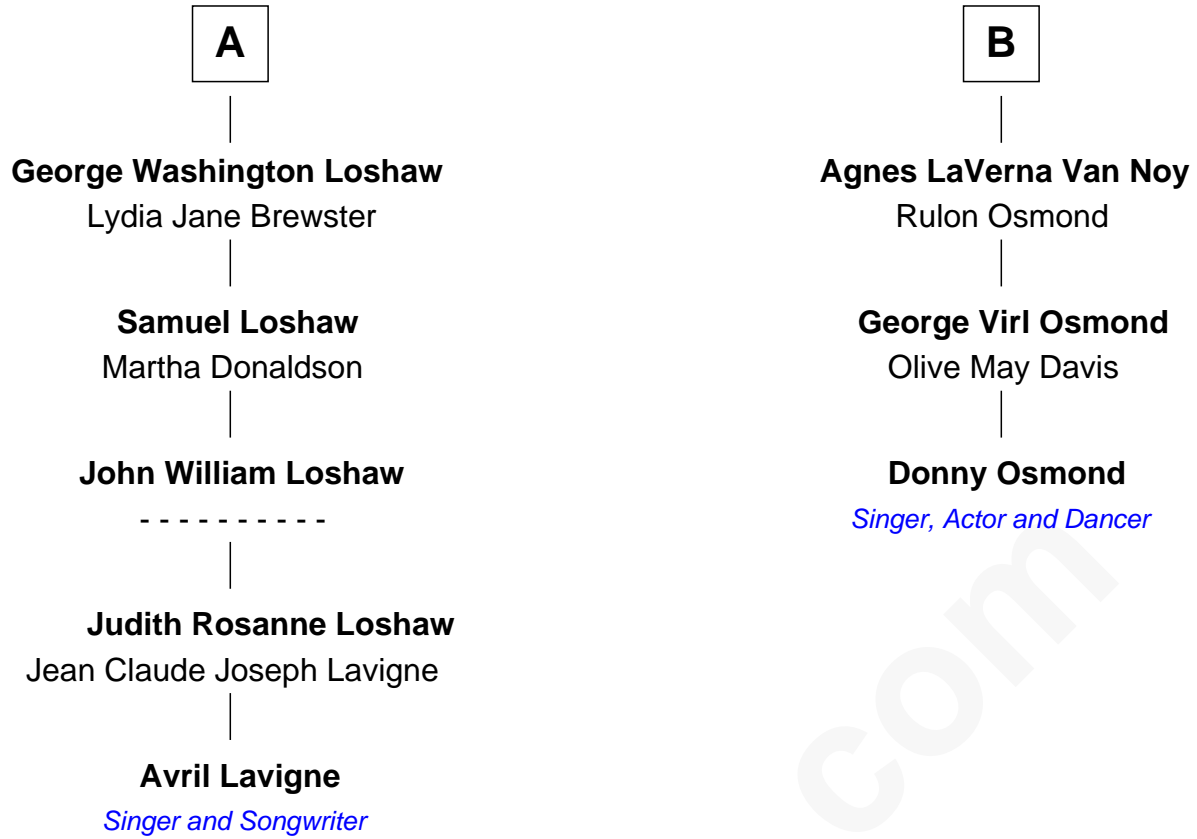 A
George Washington Loshaw
Lydia Jane Brewster
Samuel Loshaw
Martha Donaldson
John William Loshaw
- - - - - - - - - -
Judith Rosanne Loshaw
Jean Claude Joseph Lavigne
Avril Lavigne
Singer and Songwriter
B
Agnes LaVerna Van Noy
Rulon Osmond
George Virl Osmond
Olive May Davis
Donny Osmond
Singer, Actor and Dancer
com